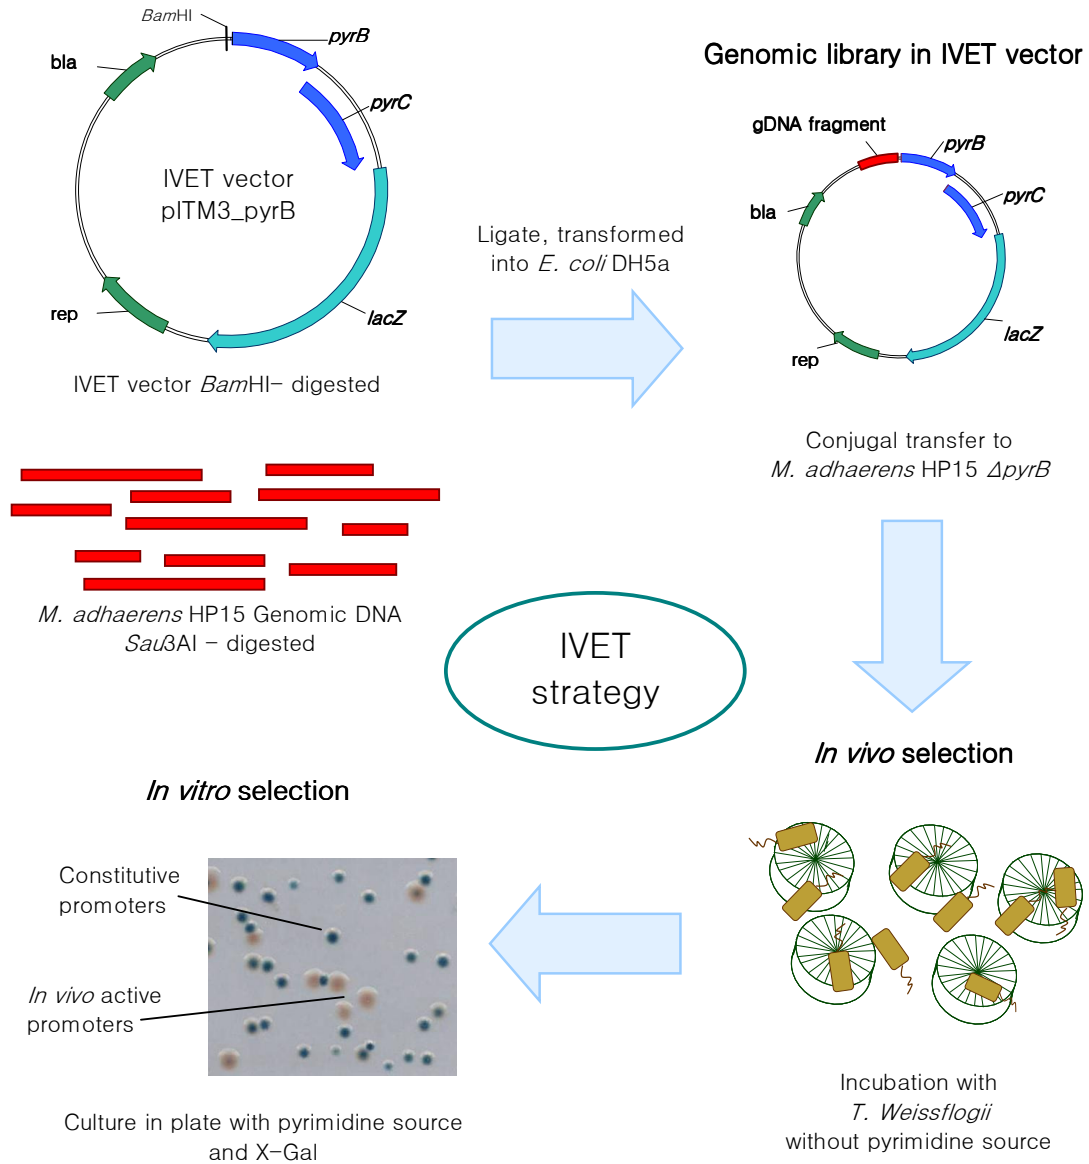 BamHI
pyrB
bla
pyrC
IVET vector
pITM3_pyrB
rep
lacZ
IVET vector BamHI- digested
Ligate, transformed
into E. coli DH5a
Genomic library in IVET vector
gDNA fragment
pyrB
bla
pyrC
lacZ
rep
Conjugal transfer to
M. adhaerens HP15 ΔpyrB
M. adhaerens HP15 Genomic DNA
Sau3AI - digested
IVET
strategy
In vivo selection
Incubation with
T. Weissflogii
without pyrimidine source
In vitro selection
Constitutive
promoters
In vivo active
promoters
Culture in plate with pyrimidine source
and X-Gal